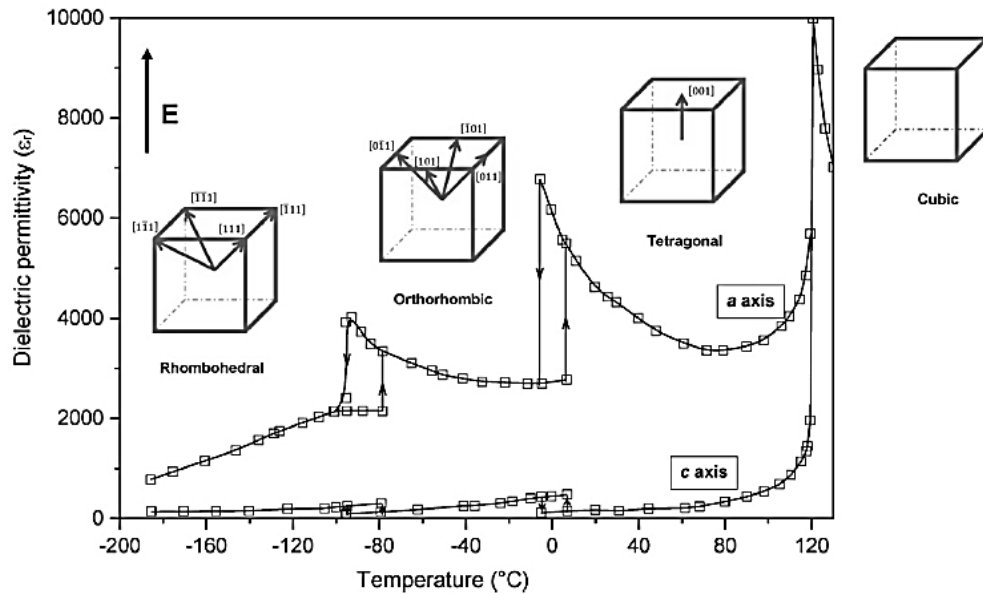 10000
8000
6000
4000
2000
0
Dielectric permittivity (εᵣ)
E
[1̄1̄1]
[11̄1]
[111]
[1̄11]
Rhombohedral
[01̄1]
[101]
[1̄01]
[011]
Orthorhombic
[001]
Tetragonal
Cubic
a axis
c axis
-200
-160
-120
-80
-40
0
40
80
120
Temperature (°C)